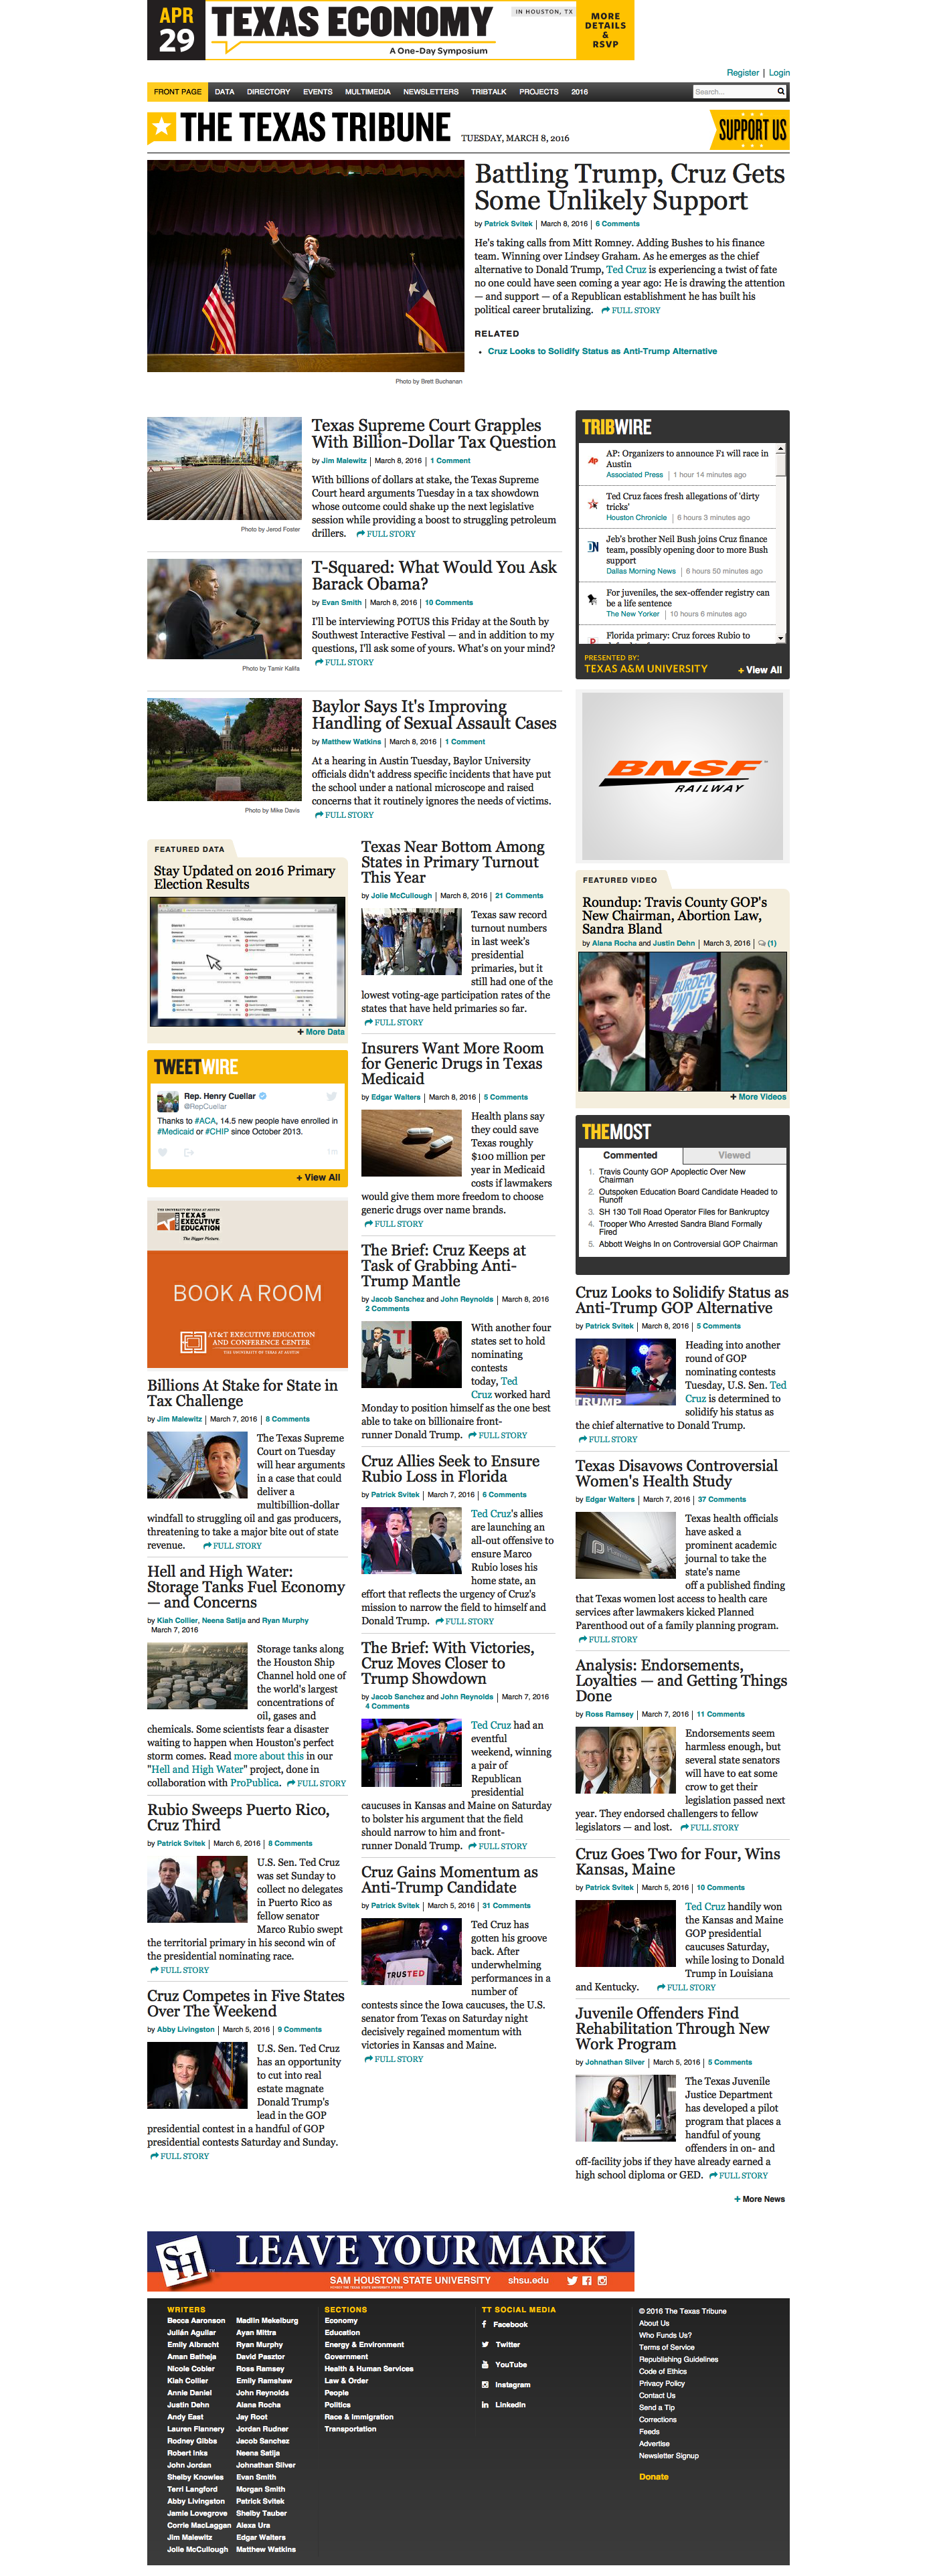 APR
29
TEXAS ECONOMY
A One-Day Symposium
IN HOUSTON, TX
MORE
DETAILS
&
RSVP
Register | Login
FRONT PAGE DATA DIRECTORY EVENTS MULTIMEDIA NEWSLETTERS TRIBTALK PROJECTS 2016 Search...
THE TEXAS TRIBUNE TUESDAY, MARCH 8, 2016
SUPPORT US
Battling Trump, Cruz Gets
Some Unlikely Support
by Patrick Svitek | March 8, 2016 | 6 Comments
He's taking calls from Mitt Romney. Adding Bushes to his finance
team. Winning over Lindsey Graham. As he emerges as the chief
alternative to Donald Trump, Ted Cruz is experiencing a twist of fate
no one could have seen coming a year ago: He is drawing the attention
— and support — of a Republican establishment he has built his
political career brutalizing. FULL STORY
RELATED
• Cruz Looks to Solidify Status as Anti-Trump Alternative
Photo by Brett Buchanan
Texas Supreme Court Grapples
With Billion-Dollar Tax Question
by Jim Malewitz | March 8, 2016 | 1 Comment
With billions of dollars at stake, the Texas Supreme
Court heard arguments Tuesday in a tax showdown
whose outcome could shake up the next legislative
session while providing a boost to struggling petroleum
drillers. FULL STORY
Photo by Jerod Foster
T-Squared: What Would You Ask
Barack Obama?
by Evan Smith | March 8, 2016 | 10 Comments
I'll be interviewing POTUS this Friday at the South by
Southwest Interactive Festival — and in addition to my
questions, I'll ask some of yours. What's on your mind?
FULL STORY
Photo by Tamir Kalifa
Baylor Says It's Improving
Handling of Sexual Assault Cases
by Matthew Watkins | March 8, 2016 | 1 Comment
At a hearing in Austin Tuesday, Baylor University
officials didn't address specific incidents that have put
the school under a national microscope and raised
concerns that it routinely ignores the needs of victims.
FULL STORY
Photo by Mike Davis
TRIBWIRE
AP
AP: Organizers to announce F1 will race in
Austin
Associated Press | 1 hour 14 minutes ago
Ted Cruz faces fresh allegations of 'dirty
tricks'
Houston Chronicle | 6 hours 3 minutes ago
Jeb's brother Neil Bush joins Cruz finance
team, possibly opening door to more Bush
support
Dallas Morning News | 6 hours 50 minutes ago
For juveniles, the sex-offender registry can
be a life sentence
The New Yorker | 10 hours 6 minutes ago
Florida primary: Cruz forces Rubio to
PRESENTED BY:
TEXAS A&M UNIVERSITY
+ View All
BNSF
RAILWAY
FEATURED DATA
Stay Updated on 2016 Primary
Election Results
U.S. House
+ More Data
TWEETWIRE
Rep. Henry Cuellar
@RepCuellar
Thanks to #ACA, 14.5 new people have enrolled in
#Medicaid or #CHIP since October 2013.
1m
+ View All
THE UNIVERSITY OF TEXAS AT AUSTIN
TEXAS
EXECUTIVE
EDUCATION
The Bigger Picture.
BOOK A ROOM
AT&T EXECUTIVE EDUCATION
AND CONFERENCE CENTER
THE UNIVERSITY OF TEXAS AT AUSTIN
Billions At Stake for State in
Tax Challenge
by Jim Malewitz | March 7, 2016 | 8 Comments
The Texas Supreme
Court on Tuesday
will hear arguments
in a case that could
deliver a
multibillion-dollar
windfall to struggling oil and gas producers,
threatening to take a major bite out of state
revenue. FULL STORY
Hell and High Water:
Storage Tanks Fuel Economy
— and Concerns
by Kiah Collier, Neena Satija and Ryan Murphy
March 7, 2016
Storage tanks along
the Houston Ship
Channel hold one of
the world's largest
concentrations of
oil, gases and
chemicals. Some scientists fear a disaster
waiting to happen when Houston's perfect
storm comes. Read more about this in our
"Hell and High Water" project, done in
collaboration with ProPublica. FULL STORY
Rubio Sweeps Puerto Rico,
Cruz Third
by Patrick Svitek | March 6, 2016 | 8 Comments
U.S. Sen. Ted Cruz
was set Sunday to
collect no delegates
in Puerto Rico as
fellow senator
Marco Rubio swept
the territorial primary in his second win of
the presidential nominating race.
FULL STORY
Cruz Competes in Five States
Over The Weekend
by Abby Livingston | March 5, 2016 | 9 Comments
U.S. Sen. Ted Cruz
has an opportunity
to cut into real
estate magnate
Donald Trump's
lead in the GOP
presidential contest in a handful of GOP
presidential contests Saturday and Sunday.
FULL STORY
Texas Near Bottom Among
States in Primary Turnout
This Year
by Jolie McCullough | March 8, 2016 | 21 Comments
Texas saw record
turnout numbers
in last week's
presidential
primaries, but it
still had one of the
lowest voting-age participation rates of the
states that have held primaries so far.
FULL STORY
Insurers Want More Room
for Generic Drugs in Texas
Medicaid
by Edgar Walters | March 8, 2016 | 5 Comments
Health plans say
they could save
Texas roughly
$100 million per
year in Medicaid
costs if lawmakers
would give them more freedom to choose
generic drugs over name brands.
FULL STORY
The Brief: Cruz Keeps at
Task of Grabbing Anti-
Trump Mantle
by Jacob Sanchez and John Reynolds | March 8, 2016
2 Comments
With another four
states set to hold
nominating
contests
today, Ted
Cruz worked hard
Monday to position himself as the one best
able to take on billionaire front-
runner Donald Trump. FULL STORY
Cruz Allies Seek to Ensure
Rubio Loss in Florida
by Patrick Svitek | March 7, 2016 | 6 Comments
Ted Cruz's allies
are launching an
all-out offensive to
ensure Marco
Rubio loses his
home state, an
effort that reflects the urgency of Cruz's
mission to narrow the field to himself and
Donald Trump. FULL STORY
The Brief: With Victories,
Cruz Moves Closer to
Trump Showdown
by Jacob Sanchez and John Reynolds | March 7, 2016
4 Comments
Ted Cruz had an
eventful
weekend, winning
a pair of
Republican
presidential
caucuses in Kansas and Maine on Saturday
to bolster his argument that the field
should narrow to him and front-
runner Donald Trump. FULL STORY
Cruz Gains Momentum as
Anti-Trump Candidate
by Patrick Svitek | March 5, 2016 | 31 Comments
TRUSTED
Ted Cruz has
gotten his groove
back. After
underwhelming
performances in a
number of
contests since the Iowa caucuses, the U.S.
senator from Texas on Saturday night
decisively regained momentum with
victories in Kansas and Maine.
FULL STORY
FEATURED VIDEO
Roundup: Travis County GOP's
New Chairman, Abortion Law,
Sandra Bland
by Alana Rocha and Justin Dehn | March 3, 2016 | (1)
BURDEN
UNDUE
+ More Videos
THEMOST
Commented Viewed
1. Travis County GOP Apoplectic Over New
Chairman
2. Outspoken Education Board Candidate Headed to
Runoff
3. SH 130 Toll Road Operator Files for Bankruptcy
4. Trooper Who Arrested Sandra Bland Formally
Fired
5. Abbott Weighs In on Controversial GOP Chairman
Cruz Looks to Solidify Status as
Anti-Trump GOP Alternative
by Patrick Svitek | March 8, 2016 | 5 Comments
TRUMP
Heading into another
round of GOP
nominating contests
Tuesday, U.S. Sen. Ted
Cruz is determined to
solidify his status as
the chief alternative to Donald Trump.
FULL STORY
Texas Disavows Controversial
Women's Health Study
by Edgar Walters | March 7, 2016 | 37 Comments
Texas health officials
have asked a
prominent academic
journal to take the
state's name
off a published finding
that Texas women lost access to health care
services after lawmakers kicked Planned
Parenthood out of a family planning program.
FULL STORY
Analysis: Endorsements,
Loyalties — and Getting Things
Done
by Ross Ramsey | March 7, 2016 | 11 Comments
Endorsements seem
harmless enough, but
several state senators
will have to eat some
crow to get their
legislation passed next
year. They endorsed challengers to fellow
legislators — and lost. FULL STORY
Cruz Goes Two for Four, Wins
Kansas, Maine
by Patrick Svitek | March 5, 2016 | 10 Comments
Ted Cruz handily won
the Kansas and Maine
GOP presidential
caucuses Saturday,
while losing to Donald
Trump in Louisiana
and Kentucky. FULL STORY
Juvenile Offenders Find
Rehabilitation Through New
Work Program
by Johnathan Silver | March 5, 2016 | 5 Comments
The Texas Juvenile
Justice Department
has developed a pilot
program that places a
handful of young
offenders in on- and
off-facility jobs if they have already earned a
high school diploma or GED. FULL STORY
+ More News
SH LEAVE YOUR MARK
SAM HOUSTON STATE UNIVERSITY shsu.edu
WRITERS
Becca Aaronson
Julián Aguilar
Emily Albracht
Aman Batheja
Nicole Cobler
Kiah Collier
Annie Daniel
Justin Dehn
Andy East
Lauren Flannery
Rodney Gibbs
Robert Inks
John Jordan
Shelby Knowles
Terri Langford
Abby Livingston
Jamie Lovegrove
Corrie MacLaggan
Jim Malewitz
Jolie McCullough
Madlin Mekelburg
Ayan Mittra
Ryan Murphy
David Pasztor
Ross Ramsey
Emily Ramshaw
John Reynolds
Alana Rocha
Jay Root
Jordan Rudner
Jacob Sanchez
Neena Satija
Johnathan Silver
Evan Smith
Morgan Smith
Patrick Svitek
Shelby Tauber
Alexa Ura
Edgar Walters
Matthew Watkins
SECTIONS
Economy
Education
Energy & Environment
Government
Health & Human Services
Law & Order
People
Politics
Race & Immigration
Transportation
TT SOCIAL MEDIA
Facebook
Twitter
YouTube
Instagram
LinkedIn
© 2016 The Texas Tribune
About Us
Who Funds Us?
Terms of Service
Republishing Guidelines
Code of Ethics
Privacy Policy
Contact Us
Send a Tip
Corrections
Feeds
Advertise
Newsletter Signup
Donate